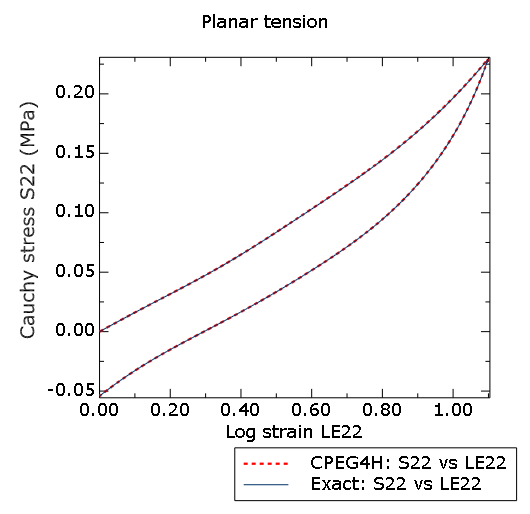 Planar tension
Cauchy stress S22 (MPa)
0.20
0.15
0.10
0.05
0.00
-0.05
0.00 0.20 0.40 0.60 0.80 1.00
Log strain LE22
CPEG4H: S22 vs LE22
Exact: S22 vs LE22